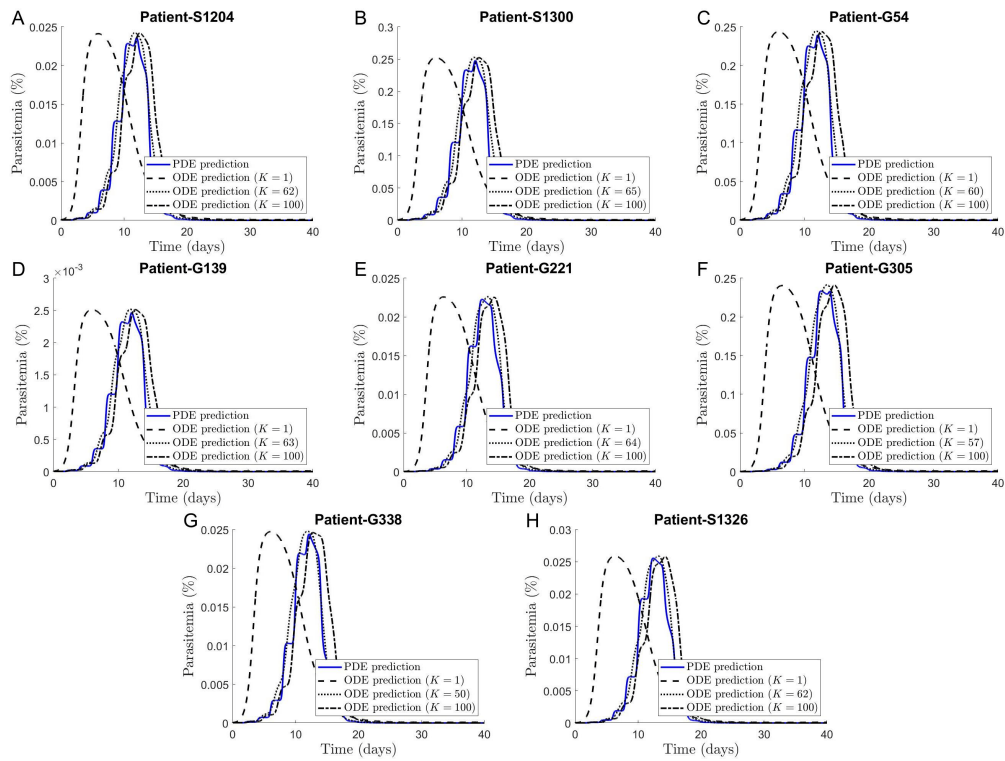 A
Patient-S1204
Parasitemia (%)
0.025
0.02
0.015
0.01
0.005
0
PDE prediction
ODE prediction (K = 1)
ODE prediction (K = 62)
ODE prediction (K = 100)
0 10 20 30 40
Time (days)
B
Patient-S1300
Parasitemia (%)
0.3
0.25
0.2
0.15
0.1
0.05
0
PDE prediction
ODE prediction (K = 1)
ODE prediction (K = 65)
ODE prediction (K = 100)
0 10 20 30 40
Time (days)
C
Patient-G54
Parasitemia (%)
0.25
0.2
0.15
0.1
0.05
0
PDE prediction
ODE prediction (K = 1)
ODE prediction (K = 60)
ODE prediction (K = 100)
0 10 20 30 40
Time (days)
D
Patient-G139
×10⁻³
Parasitemia (%)
3
2.5
2
1.5
1
0.5
0
PDE prediction
ODE prediction (K = 1)
ODE prediction (K = 63)
ODE prediction (K = 100)
0 10 20 30 40
Time (days)
E
Patient-G221
Parasitemia (%)
0.025
0.02
0.015
0.01
0.005
0
PDE prediction
ODE prediction (K = 1)
ODE prediction (K = 64)
ODE prediction (K = 100)
0 10 20 30 40
Time (days)
F
Patient-G305
Parasitemia (%)
0.25
0.2
0.15
0.1
0.05
0
PDE prediction
ODE prediction (K = 1)
ODE prediction (K = 57)
ODE prediction (K = 100)
0 10 20 30 40
Time (days)
G
Patient-G338
Parasitemia (%)
0.025
0.02
0.015
0.01
0.005
0
PDE prediction
ODE prediction (K = 1)
ODE prediction (K = 50)
ODE prediction (K = 100)
0 10 20 30 40
Time (days)
H
Patient-S1326
Parasitemia (%)
0.03
0.025
0.02
0.015
0.01
0.005
0
PDE prediction
ODE prediction (K = 1)
ODE prediction (K = 62)
ODE prediction (K = 100)
0 10 20 30 40
Time (days)